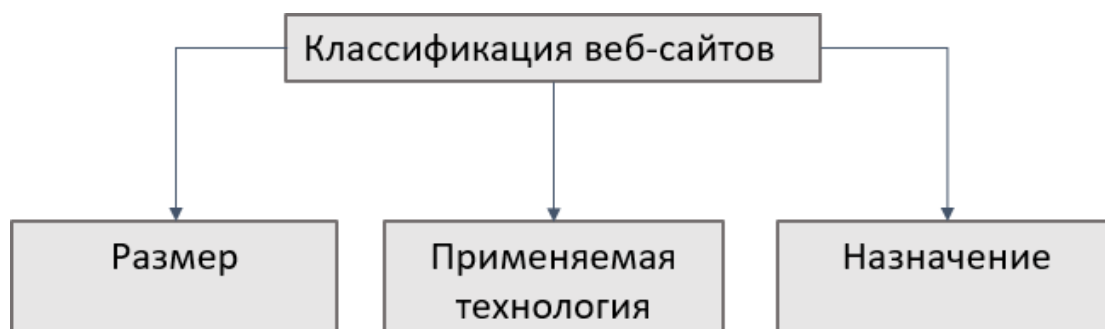 Классификация веб-сайтов
Размер
Применяемая
технология
Назначение